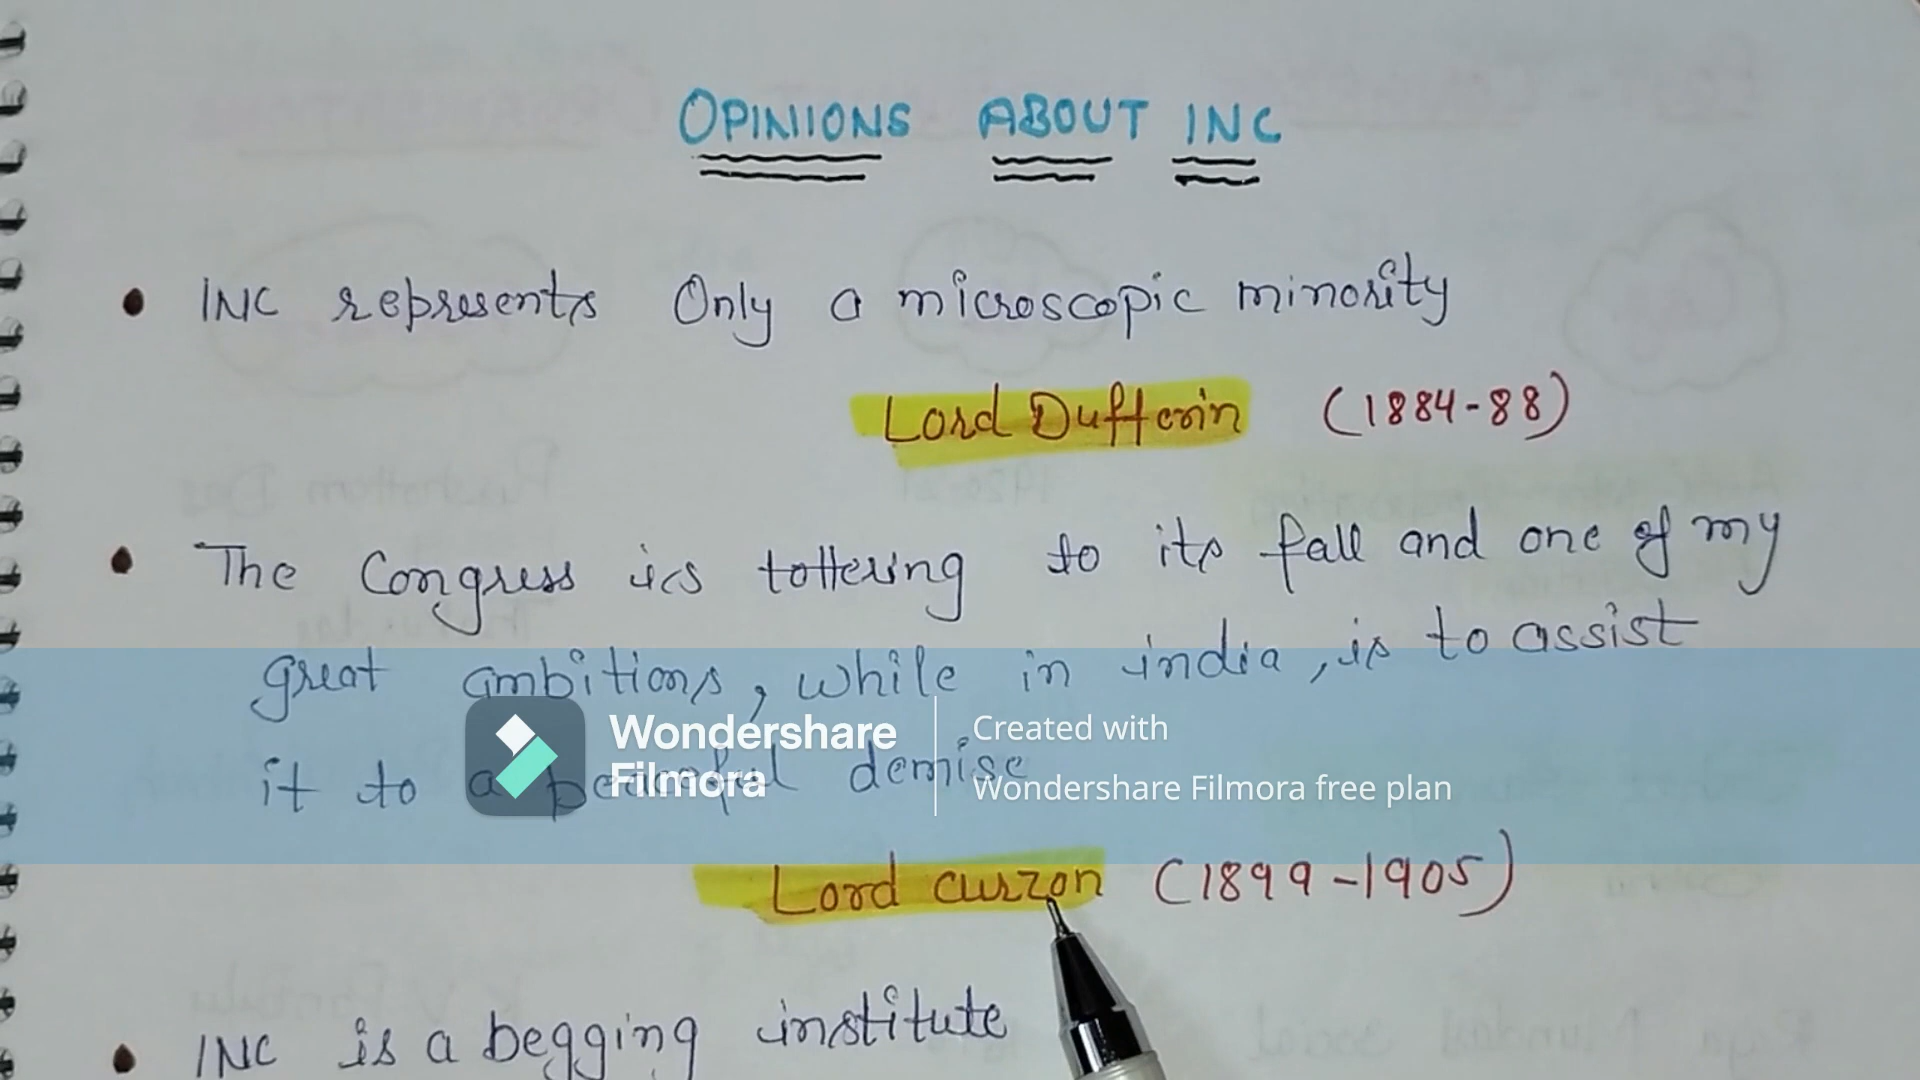 OPINIONS ABOUT INC
• INC represents Only a microscopic minority
Lord Dufferin (1884-88)
• The Congress is tottering to its fall and one of my
great ambitions, while in india, is to assist
it to a peaceful demise
Wondershare Filmora
Created with
Wondershare Filmora free plan
Lord curzon (1899-1905)
• INC is a begging institute